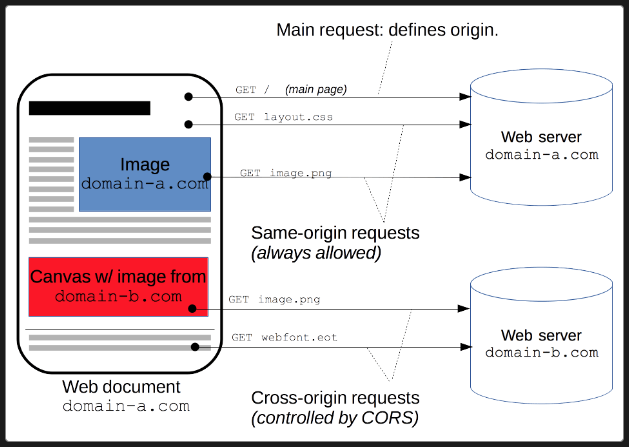 Main request: defines origin.
GET / (main page)
GET layout.css
Image
domain-a.com
GET image.png
Web server
domain-a.com
Same-origin requests
(always allowed)
Canvas w/ image from
domain-b.com
GET image.png
GET webfont.eot
Web server
domain-b.com
Web document
domain-a.com
Cross-origin requests
(controlled by CORS)